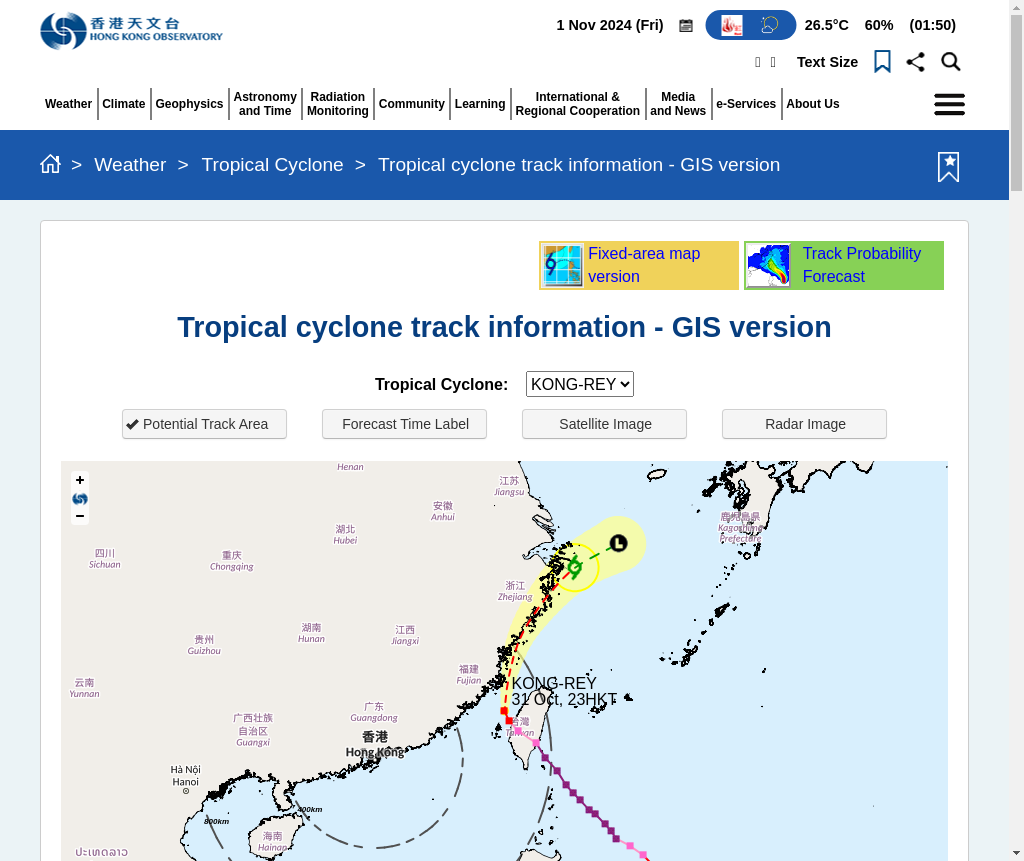 香港天文台
HONG KONG OBSERVATORY
1 Nov 2024 (Fri)
26.5°C 60% (01:50)
Text Size
Weather
Climate
Geophysics
Astronomy
and Time
Radiation
Monitoring
Community
Learning
International &
Regional Cooperation
Media
and News
e-Services
About Us
> Weather > Tropical Cyclone > Tropical cyclone track information - GIS version
Fixed-area map
version
Track Probability
Forecast
Tropical cyclone track information - GIS version
Tropical Cyclone: KONG-REY
Potential Track Area
Forecast Time Label
Satellite Image
Radar Image
+
−
Henan
江苏
Jiangsu
安徽
Anhui
湖北
Hubei
四川
Sichuan
重庆
Chongqing
鹿児島県
Kagoshima
Prefecture
L
浙江
Zhejiang
湖南
Hunan
江西
Jiangxi
贵州
Guizhou
福建
Fujian
云南
Yunnan
KONG-REY
31 Oct, 23HKT
广东
Guangdong
广西壮族
自治区
Guangxi
台灣
Taiwan
香港
Hong Kong
Hà Nội
Hanoi
400km
800km
海南
Hainan
ປະເທດລາວ